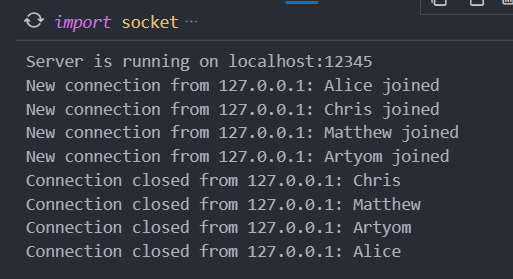 import socket ...
Server is running on localhost:12345
New connection from 127.0.0.1: Alice joined
New connection from 127.0.0.1: Chris joined
New connection from 127.0.0.1: Matthew joined
New connection from 127.0.0.1: Artyom joined
Connection closed from 127.0.0.1: Chris
Connection closed from 127.0.0.1: Matthew
Connection closed from 127.0.0.1: Artyom
Connection closed from 127.0.0.1: Alice